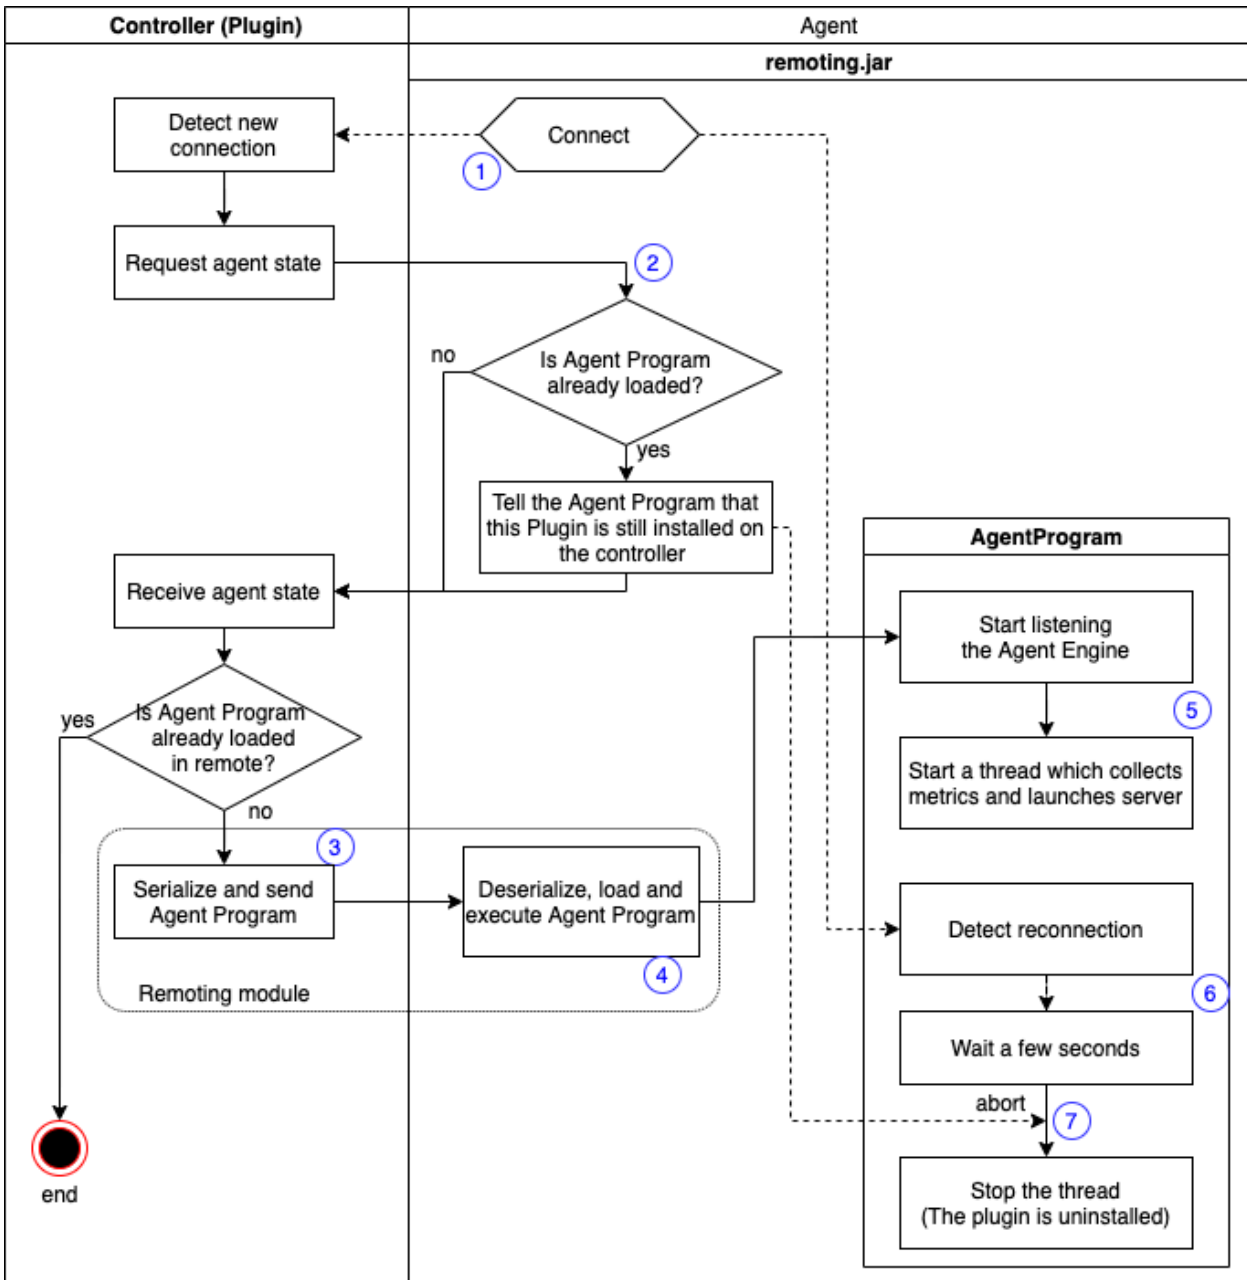 Controller (Plugin)
Agent
remoting.jar
Detect new
connection
Connect
1
Request agent state
2
no
Is Agent Program
already loaded?
yes
Tell the Agent Program that
this Plugin is still installed on
the controller
AgentProgram
Receive agent state
Start listening
the Agent Engine
yes
Is Agent Program
already loaded
in remote?
5
Start a thread which collects
metrics and launches server
no
3
Serialize and send
Agent Program
Deserialize, load and
execute Agent Program
Detect reconnection
4
Remoting module
6
Wait a few seconds
abort
7
end
Stop the thread
(The plugin is uninstalled)